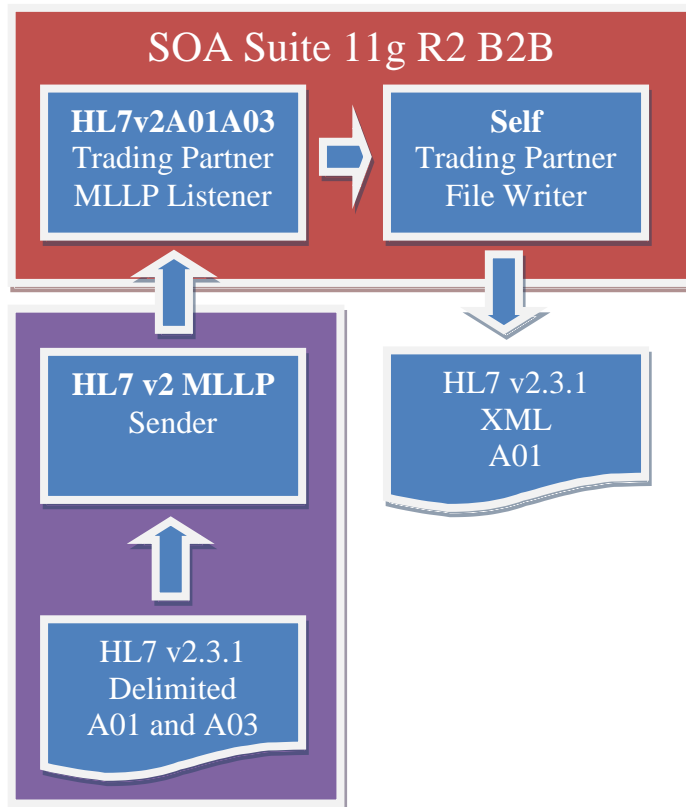 SOA Suite 11g R2 B2B
HL7v2A01A03
Trading Partner
MLLP Listener
Self
Trading Partner
File Writer
HL7 v2 MLLP
Sender
HL7 v2.3.1
XML
A01
HL7 v2.3.1
Delimited
A01 and A03